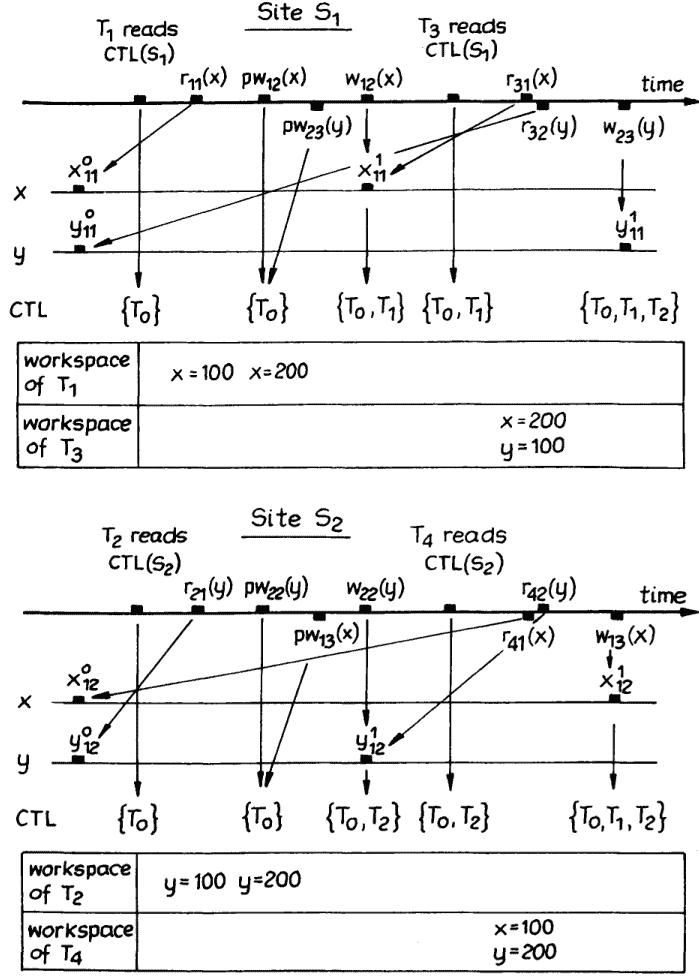 Site S₁
T₁ reads CTL(S₁)
T₃ reads CTL(S₁)
r₁₁(x) pw₁₂(x) w₁₂(x) r₃₁(x) time
pw₂₃(y) r₃₂(y) w₂₃(y)
x⁰₁₁ x¹₁₁
x
y⁰₁₁ y¹₁₁
y
CTL {T₀} {T₀} {T₀,T₁} {T₀,T₁} {T₀,T₁,T₂}
workspace of T₁ x=100 x=200
workspace of T₃ x=200
y=100
Site S₂
T₂ reads CTL(S₂)
T₄ reads CTL(S₂)
r₂₁(y) pw₂₂(y) w₂₂(y) r₄₂(y) time
pw₁₃(x) r₄₁(x) w₁₃(x)
x⁰₁₂ x¹₁₂
x
y⁰₁₂ y¹₁₂
y
CTL {T₀} {T₀} {T₀,T₂} {T₀,T₂} {T₀,T₁,T₂}
workspace of T₂ y=100 y=200
workspace of T₄ x=100
y=200